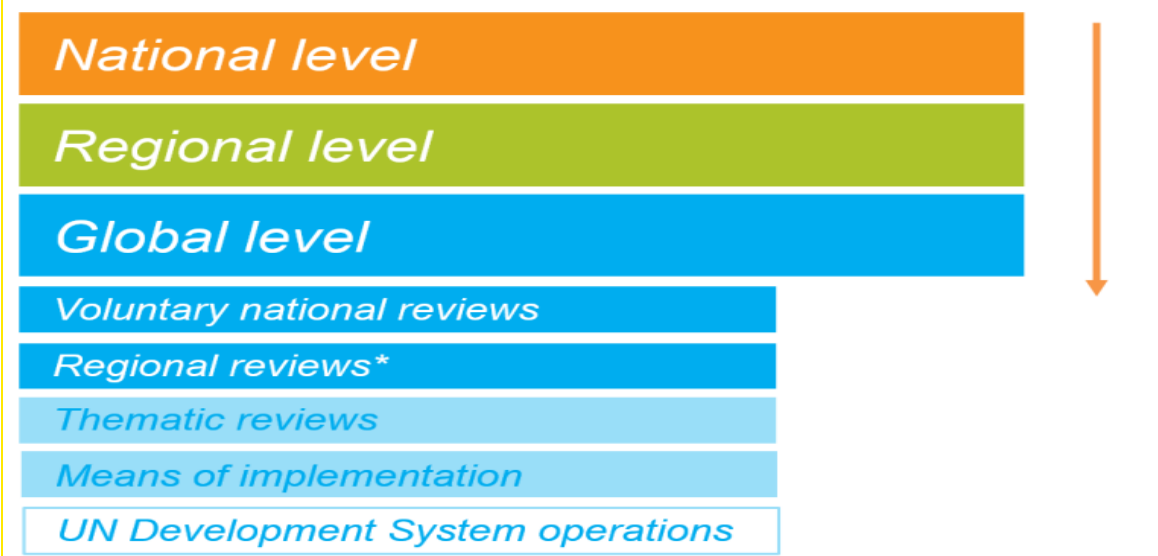 National level
Regional level
Global level
Voluntary national reviews
Regional reviews*
Thematic reviews
Means of implementation
UN Development System operations